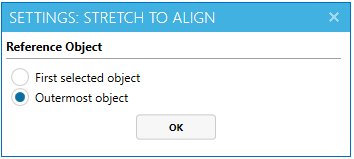 SETTINGS: STRETCH TO ALIGN
Reference Object
First selected object
Outermost object
OK